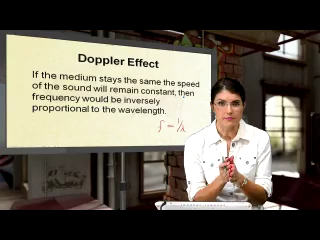 Doppler Effect
If the medium stays the same the speed
of the sound will remain constant, then
frequency would be inversely
proportional to the wavelength.
f - 1/λ